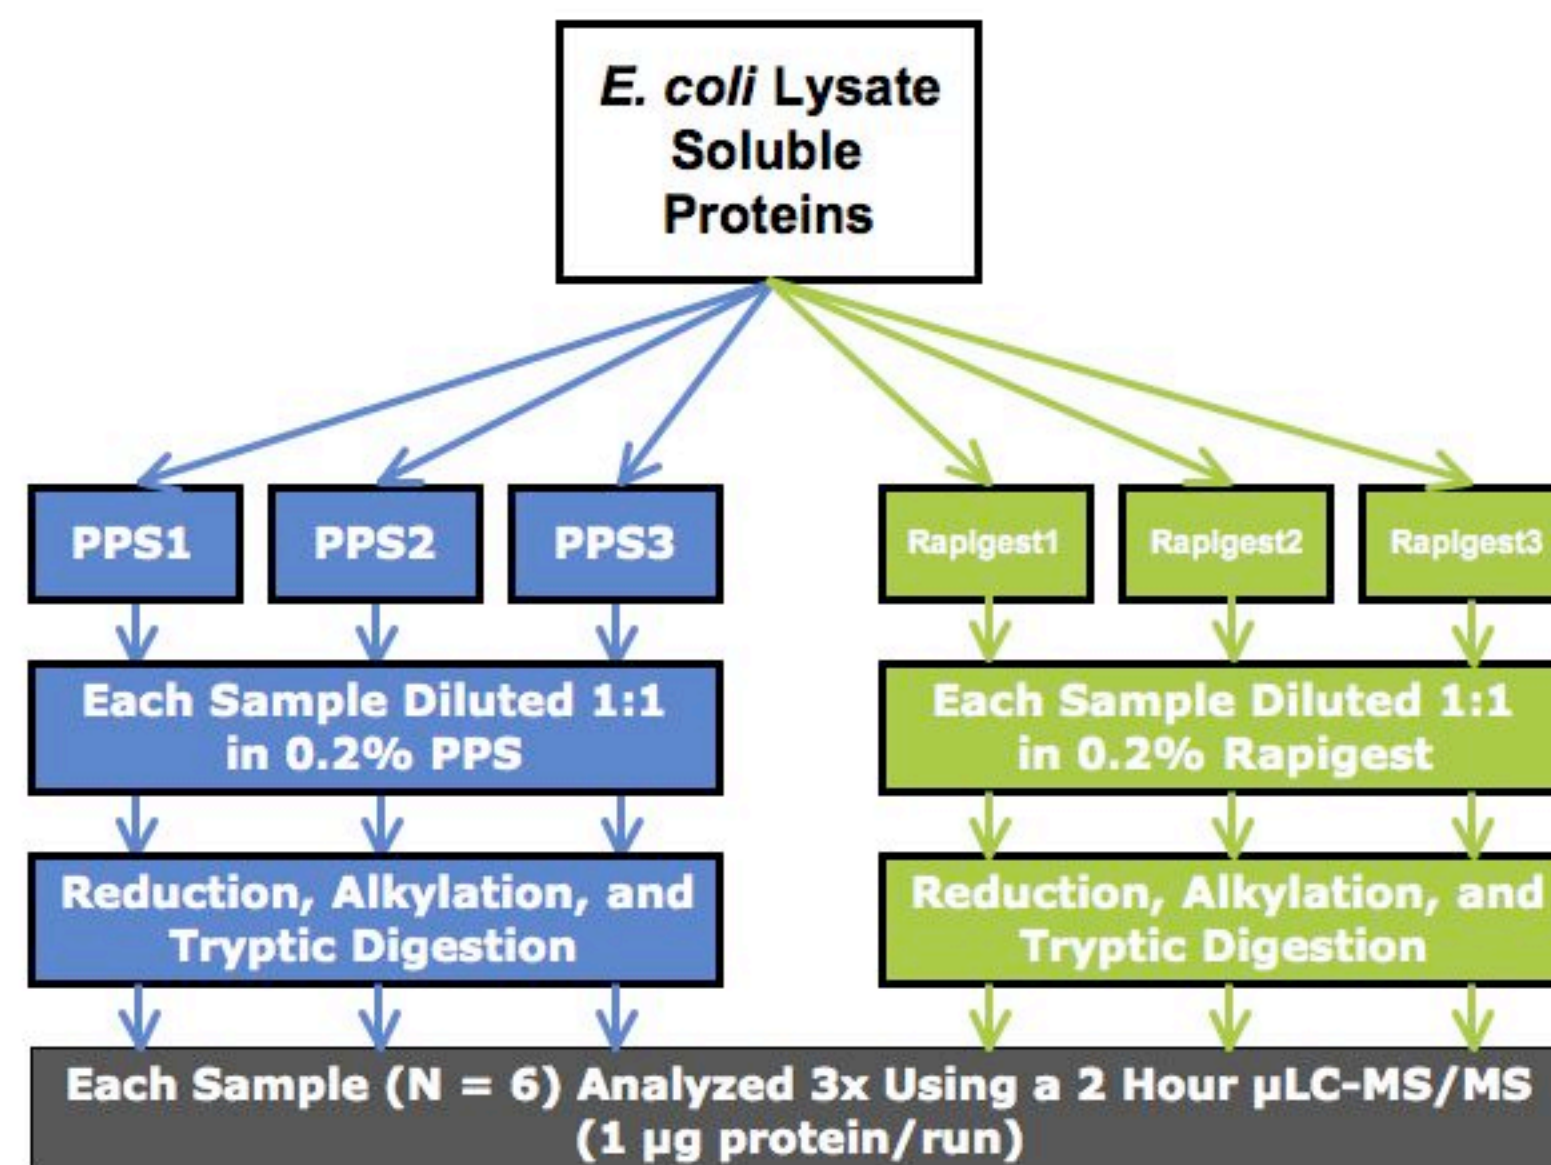 E. coli Lysate
Soluble
Proteins
PPS1
PPS2
PPS3
Rapigest1
Rapigest2
Rapigest3
Each Sample Diluted 1:1
in 0.2% PPS
Each Sample Diluted 1:1
in 0.2% Rapigest
Reduction, Alkylation, and
Tryptic Digestion
Reduction, Alkylation, and
Tryptic Digestion
Each Sample (N = 6) Analyzed 3x Using a 2 Hour µLC-MS/MS
(1 µg protein/run)